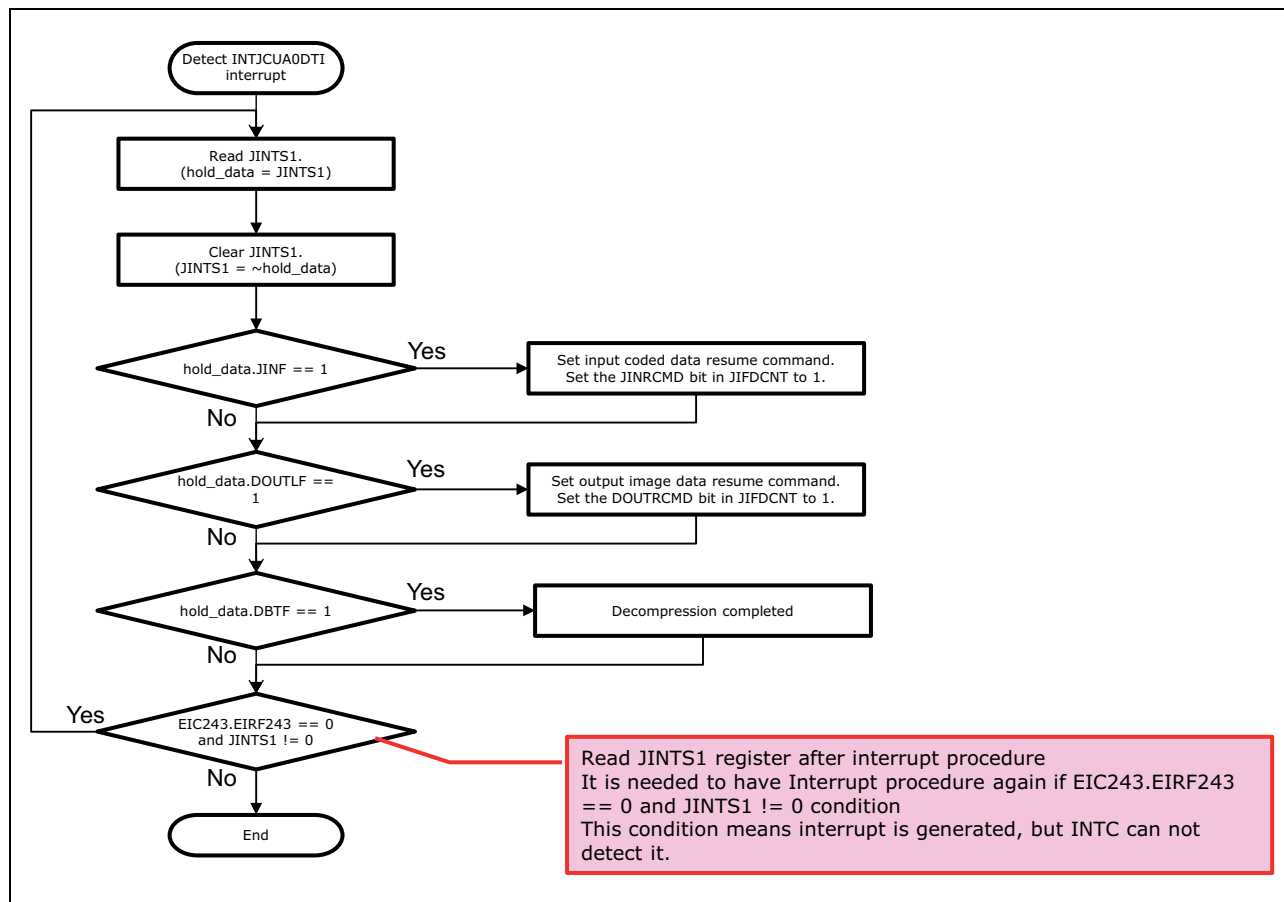 Detect INTJCUA0DTI
interrupt
Read JINTS1.
(hold_data = JINTS1)
Clear JINTS1.
(JINTS1 = ~hold_data)
hold_data.JINF == 1
Yes
Set input coded data resume command.
Set the JINRCMD bit in JIFDCNT to 1.
No
hold_data.DOUTLF ==
1
Yes
Set output image data resume command.
Set the DOUTRCMD bit in JIFDCNT to 1.
No
hold_data.DBTF == 1
Yes
Decompression completed
No
Yes
EIC243.EIRF243 == 0
and JINTS1 != 0
No
End
Read JINTS1 register after interrupt procedure
It is needed to have Interrupt procedure again if EIC243.EIRF243
== 0 and JINTS1 != 0 condition
This condition means interrupt is generated, but INTC can not
detect it.